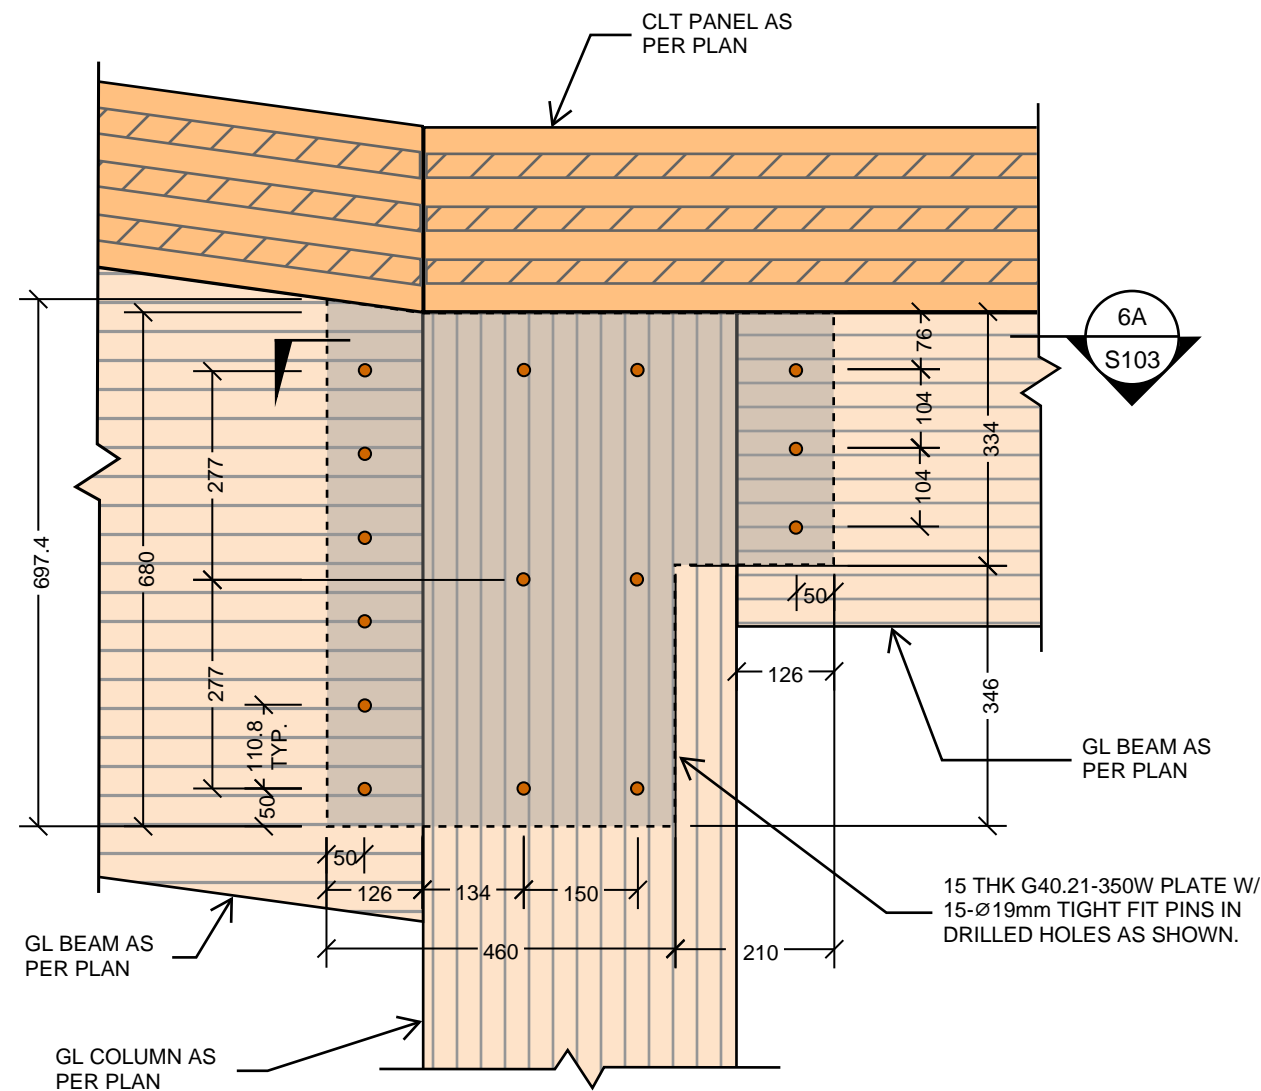 CLT PANEL AS
PER PLAN
6A
S103
76
104
104
334
346
50
126
697.4
680
277
277
110.8
TYP.
50
50
126
134
150
460
210
GL BEAM AS
PER PLAN
15 THK G40.21-350W PLATE W/
15-Ø19mm TIGHT FIT PINS IN
DRILLED HOLES AS SHOWN.
GL BEAM AS
PER PLAN
GL COLUMN AS
PER PLAN